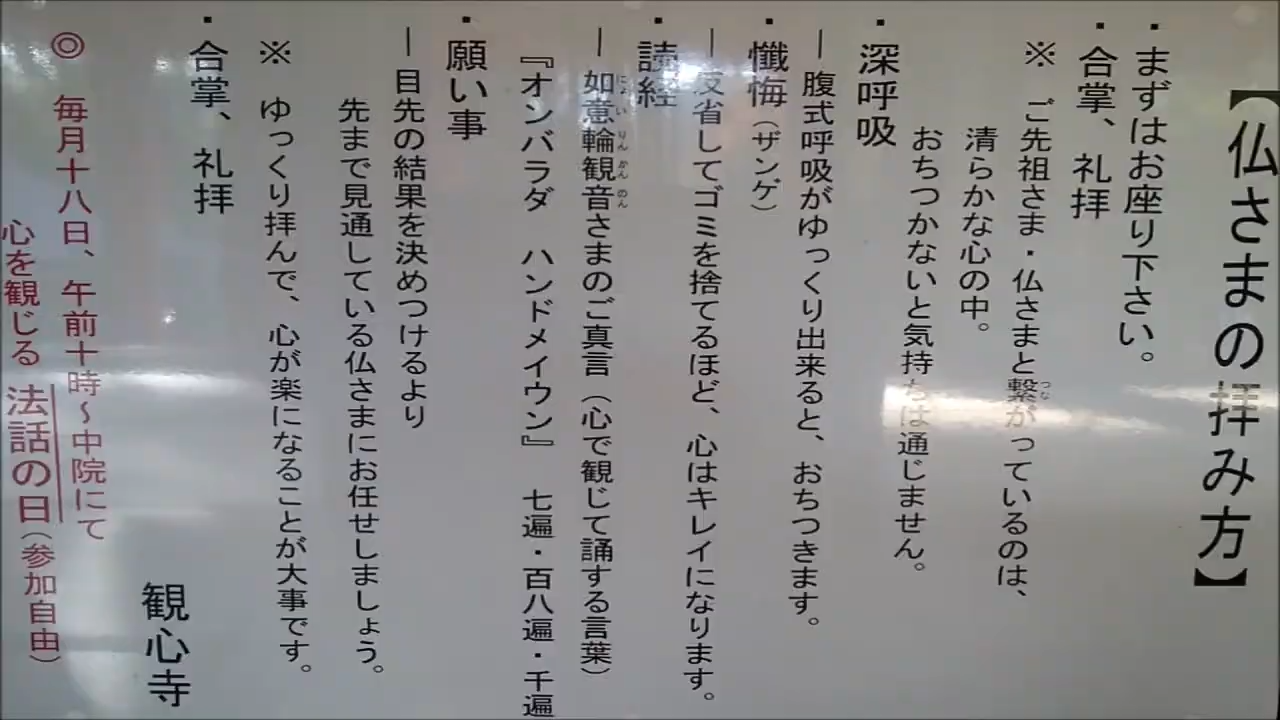 【仏さまの拝み方】
・まずはお座り下さい。
・合掌、礼拝
※ ご先祖さま・仏さまと繋がっているのは、
清らかな心の中。
おちつかないと気持ちは通じません。
・深呼吸
―腹式呼吸がゆっくり出来ると、おちつきます。
・懺悔（ザンゲ）
―反省してゴミを捨てるほど、心はキレイになります。
・読経
―如意輪観音さまのご真言（心で観じて誦する言葉）
『オンバラダ ハンドメイウン』 七遍・百八遍・千遍
・願い事
―目先の結果を決めつけるより
先まで見通している仏さまにお任せしましょう。
※ ゆっくり拝んで、心が楽になることが大事です。
・合掌、礼拝
観心寺
◎ 毎月十八日、午前十時～中院にて
心を観じる 法話の日（参加自由）